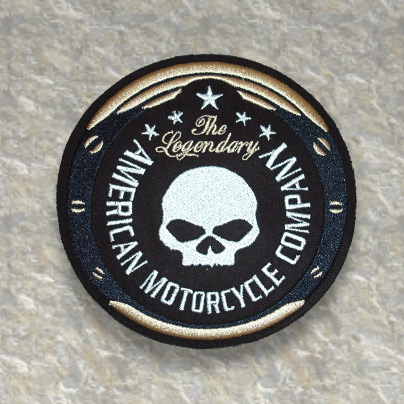 The
Legendary
AMERICAN MOTORCYCLE COMPANY